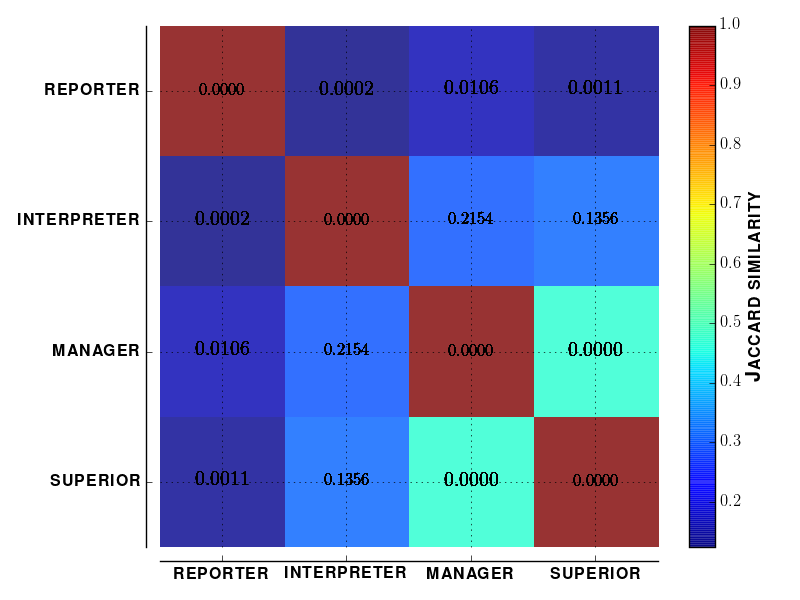 1.0
REPORTER 0.0000 0.0002 0.0106 0.0011
0.9
0.8
INTERPRETER 0.0002 0.0000 0.2154 0.1356
0.7
0.6
0.5
MANAGER 0.0106 0.2154 0.0000 0.0000
0.4
0.3
SUPERIOR 0.0011 0.1356 0.0000 0.0000
0.2
JACCARD SIMILARITY
REPORTER INTERPRETER MANAGER SUPERIOR